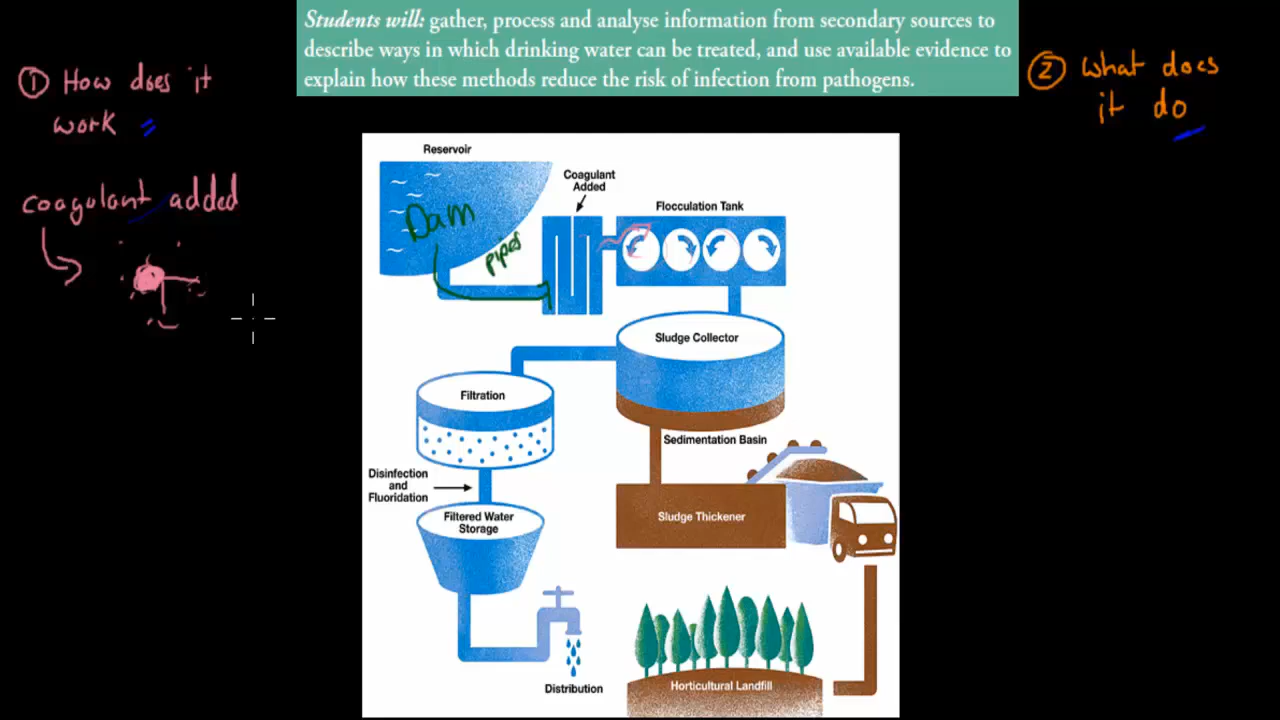 Students will: gather, process and analyse information from secondary sources to
describe ways in which drinking water can be treated, and use available evidence to
explain how these methods reduce the risk of infection from pathogens.
① How does it
work
coagulant added
② What does
it do
Reservoir
Dam
pipes
Coagulant
Added
Flocculation Tank
Sludge Collector
Filtration
Sedimentation Basin
Disinfection
and
Fluoridation
Filtered Water
Storage
Sludge Thickener
Distribution
Horticultural Landfill